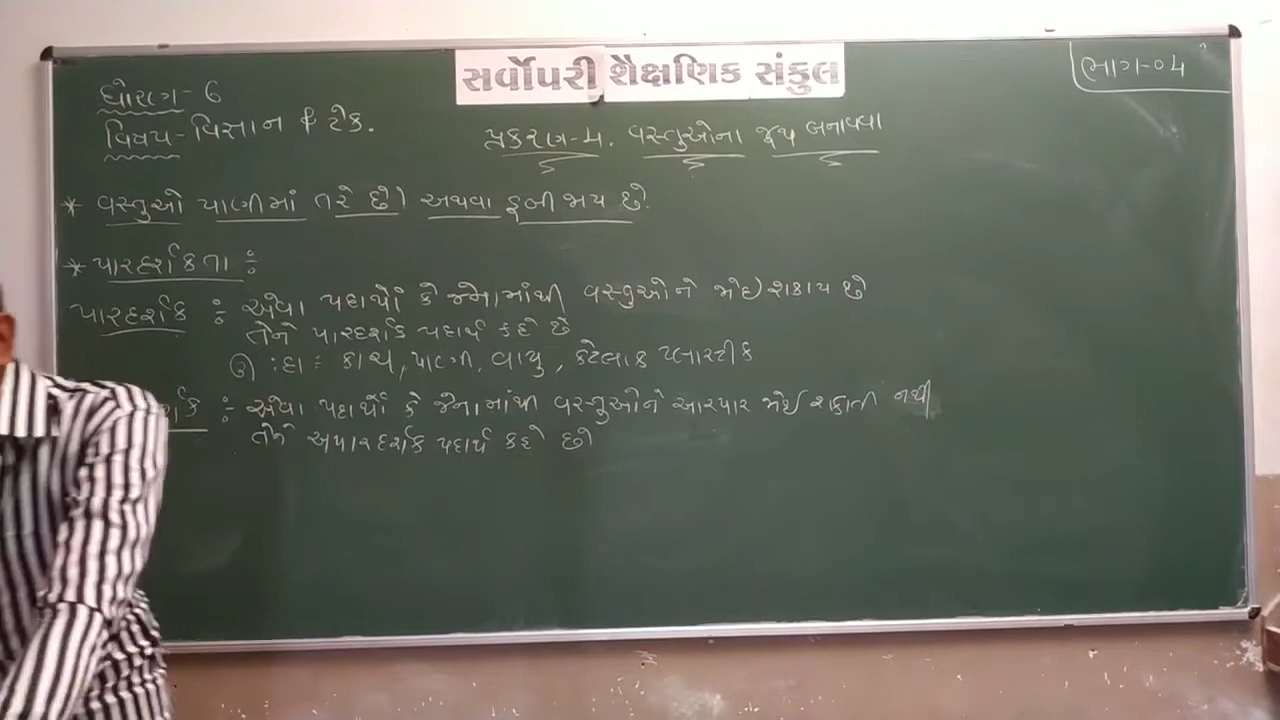 સર્વોપરી શૈક્ષણિક સંકુલ
ભાગ-૦૪
ધોરણ-6
વિષય-વિજ્ઞાન & ટેક.
પ્રકરણ-4. વસ્તુઓના જૂથ બનાવવા
* વસ્તુઓ પાણીમાં તરે છે। અથવા ડૂબી જાય છે.
* પારદર્શકતા :
પારદર્શક : એવા પદાર્થો કે જેનામાંથી વસ્તુઓને જોઈ શકાય છે
તેને પારદર્શક પદાર્થ કહે છે
ઉ.દા : કાચ, પાણી, વાયુ, કેટલાક પ્લાસ્ટીક
ર્શક : એવા પદાર્થો કે જેનામાંથી વસ્તુઓને આરપાર જોઈ શકાતી નથી
તેને અપારદર્શક પદાર્થ કહે છે